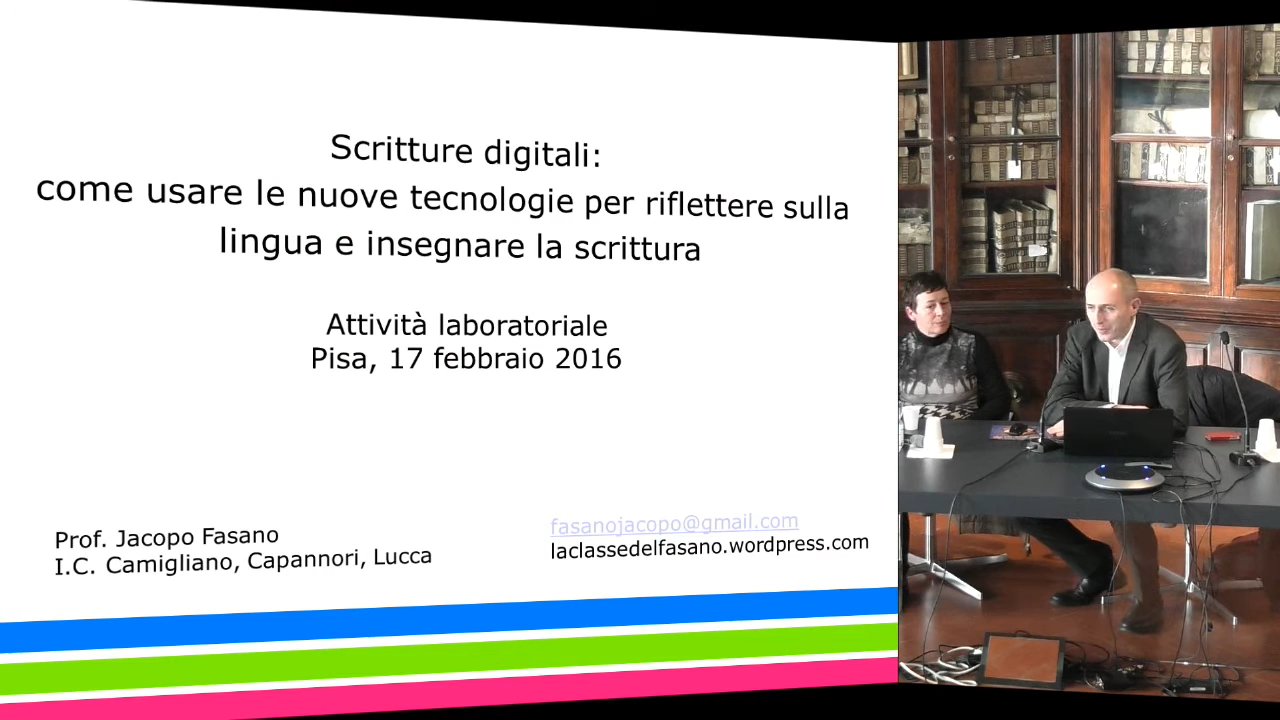 Scritture digitali:
come usare le nuove tecnologie per riflettere sulla
lingua e insegnare la scrittura
Attività laboratoriale
Pisa, 17 febbraio 2016
Prof. Jacopo Fasano
I.C. Camigliano, Capannori, Lucca
fasanojacopo@gmail.com
laclassedelfasano.wordpress.com